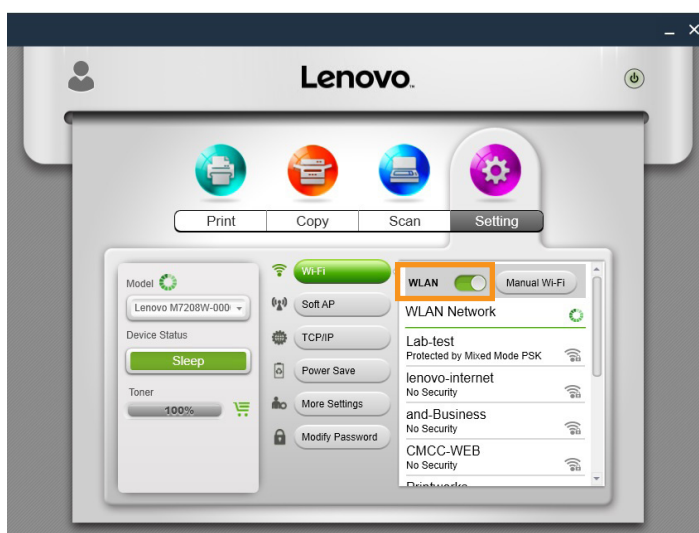 Lenovo
Print
Copy
Scan
Setting
Model
Lenovo M7208W-000
Device Status
Sleep
Toner
100%
Wi-Fi
Soft AP
TCP/IP
Power Save
More Settings
Modify Password
WLAN
Manual Wi-Fi
WLAN Network
Lab-test
Protected by Mixed Mode PSK
lenovo-internet
No Security
and-Business
No Security
CMCC-WEB
No Security